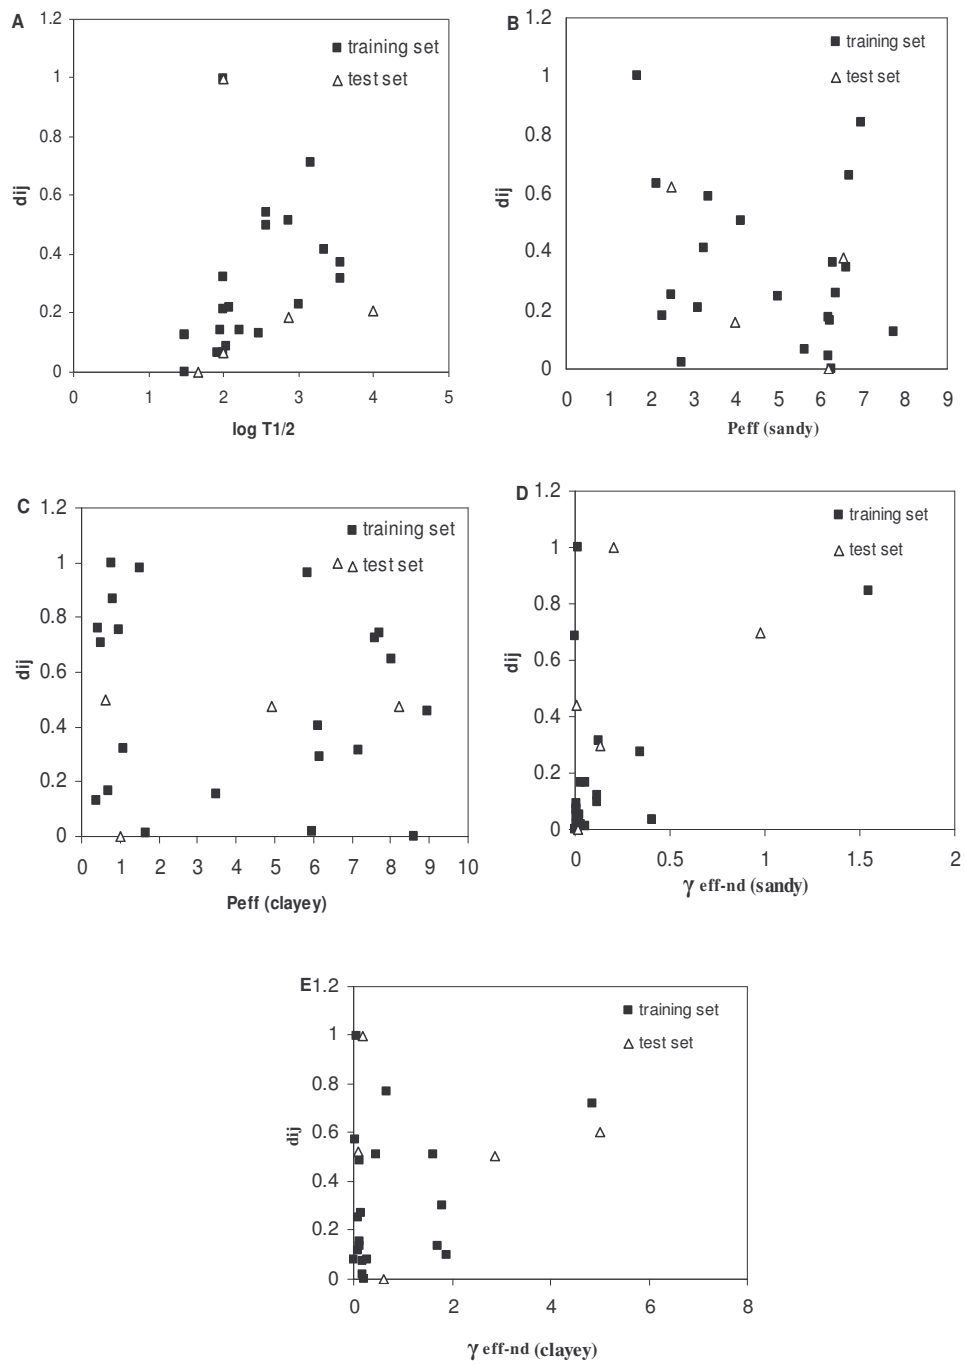 A
1.2
1
0.8
0.6
0.4
0.2
0
dij
training set
test set
0 1 2 3 4 5
log T1/2
B
1.2
1
0.8
0.6
0.4
0.2
0
dij
training set
test set
0 1 2 3 4 5 6 7 8 9
Peff (sandy)
C
1.2
1
0.8
0.6
0.4
0.2
0
dij
training set
test set
0 1 2 3 4 5 6 7 8 9 10
Peff (clayey)
D
1.2
1
0.8
0.6
0.4
0.2
0
dij
training set
test set
0 0.5 1 1.5 2
γ eff-nd (sandy)
E
1.2
1
0.8
0.6
0.4
0.2
0
dij
training set
test set
0 2 4 6 8
γ eff-nd (clayey)